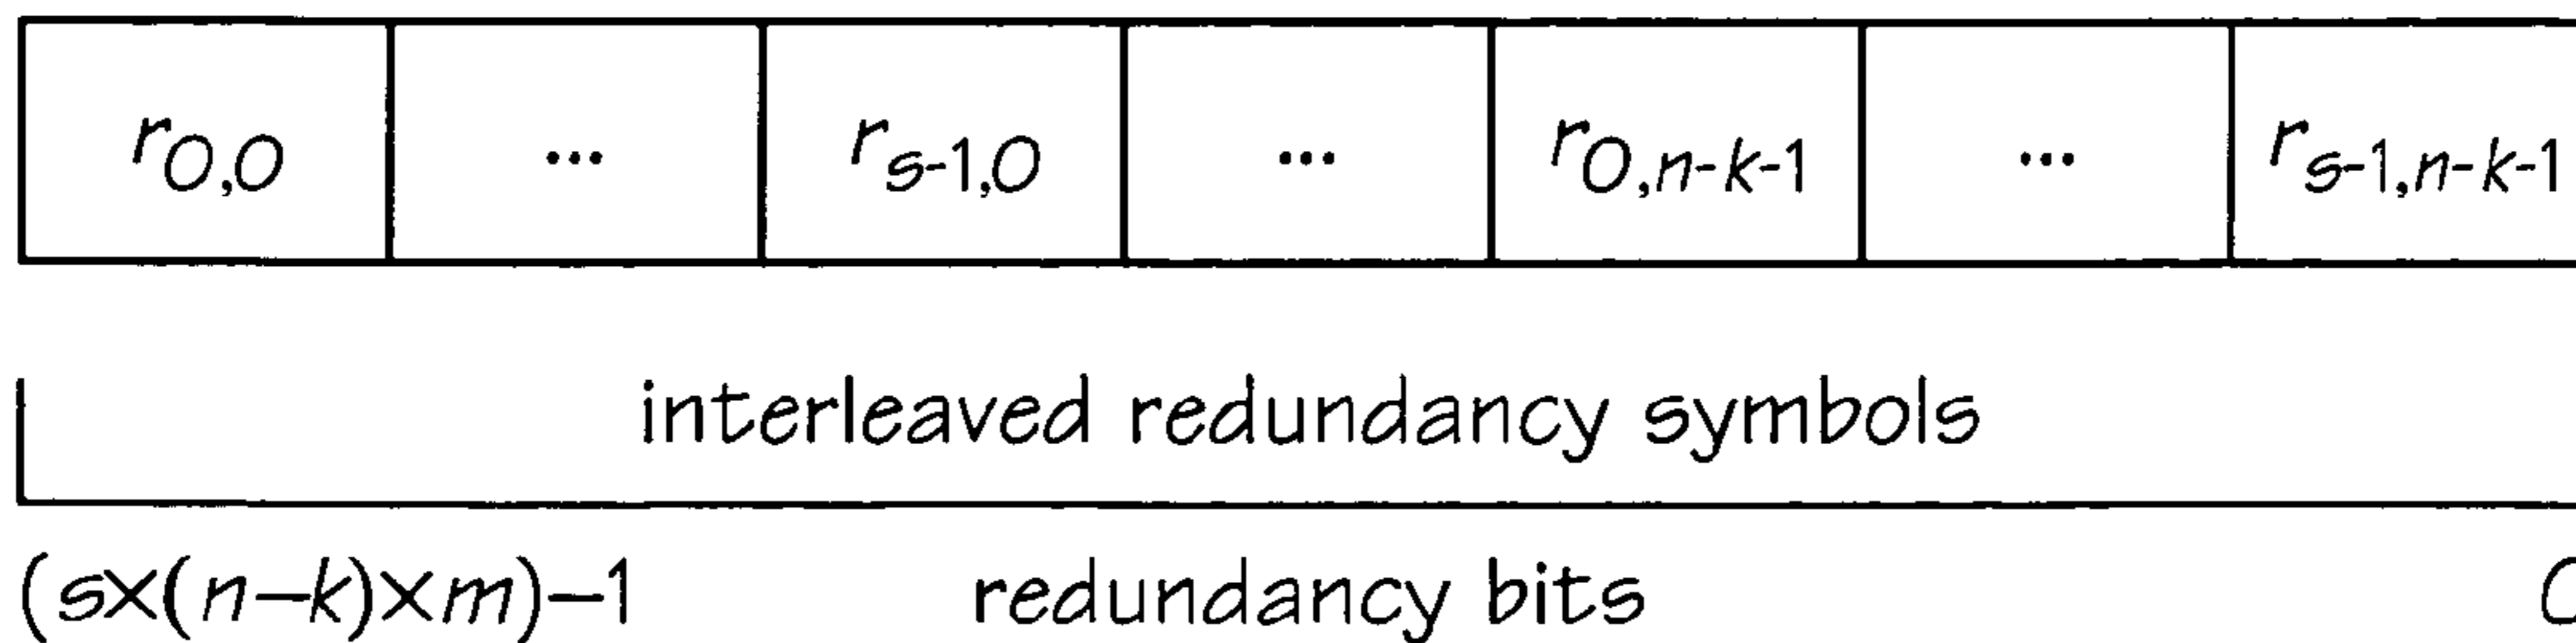 r0,0 ... rs-1,0 ... r0,n-k-1 ... rs-1,n-k-1
interleaved redundancy symbols
(s×(n–k)×m)–1 redundancy bits